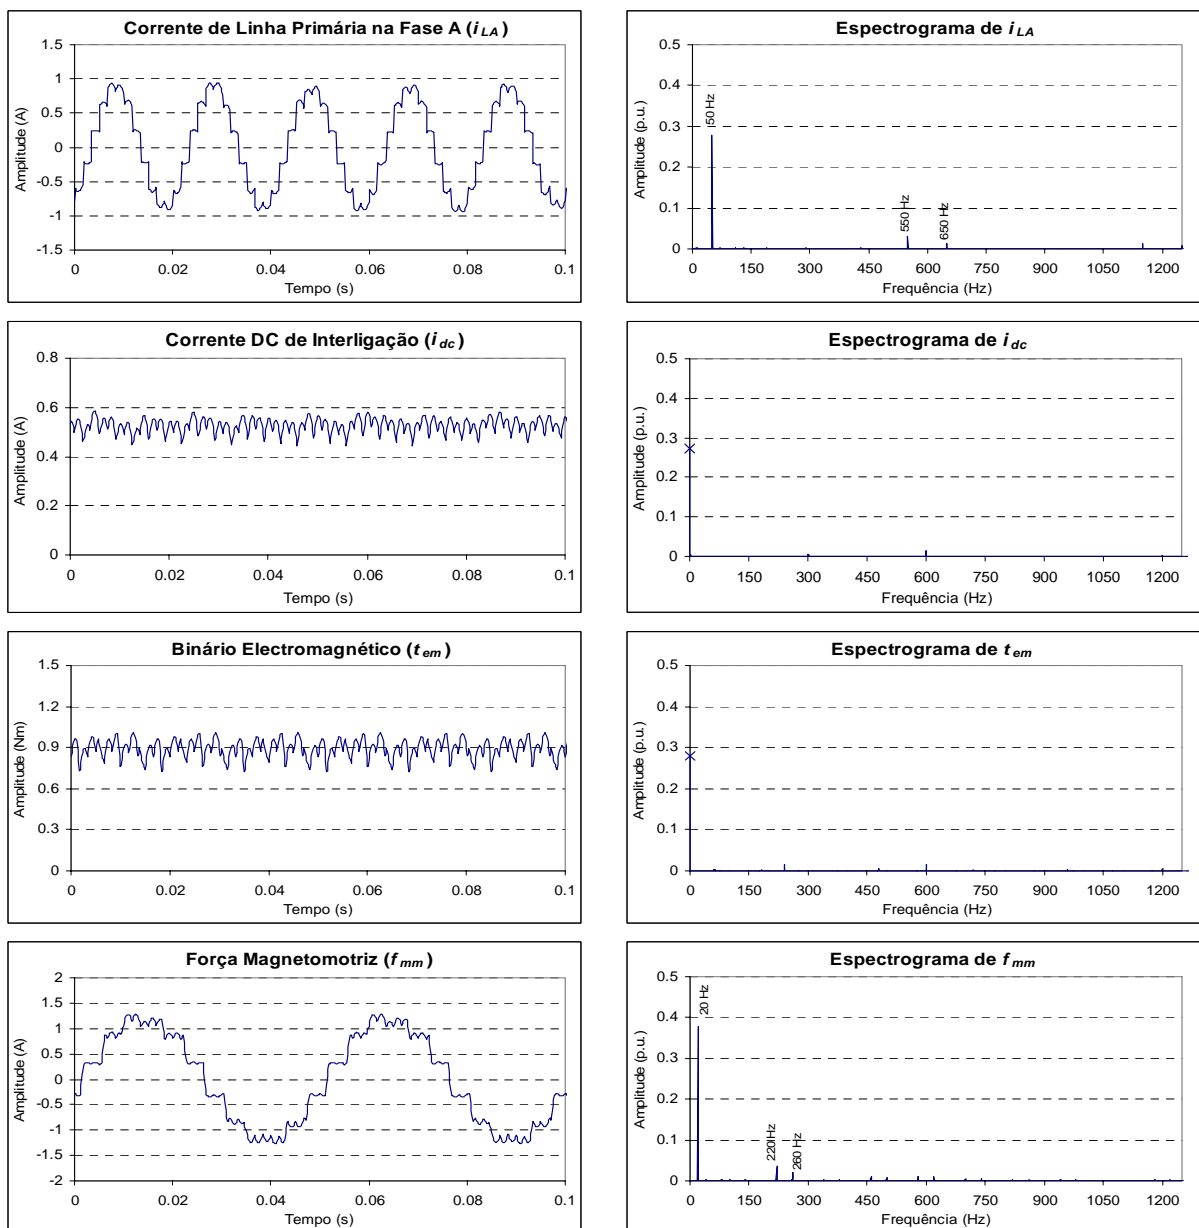 Corrente de Linha Primária na Fase A (i LA)
Amplitude (A)
1.5
1
0.5
0
-0.5
-1
-1.5
0 0.02 0.04 0.06 0.08 0.1
Tempo (s)
Espectrograma de i LA
Amplitude (p.u.)
0.5
0.4
0.3
0.2
0.1
0
50 Hz
550 Hz
650 Hz
0 150 300 450 600 750 900 1050 1200
Frequência (Hz)
Corrente DC de Interligação (i dc)
Amplitude (A)
0.8
0.6
0.4
0.2
0
0 0.02 0.04 0.06 0.08 0.1
Tempo (s)
Espectrograma de i dc
Amplitude (p.u.)
0.5
0.4
0.3
0.2
0.1
0
0 150 300 450 600 750 900 1050 1200
Frequência (Hz)
Binário Electromagnético (t em)
Amplitude (Nm)
1.5
1.2
0.9
0.6
0.3
0
0 0.02 0.04 0.06 0.08 0.1
Tempo (s)
Espectrograma de t em
Amplitude (p.u.)
0.5
0.4
0.3
0.2
0.1
0
0 150 300 450 600 750 900 1050 1200
Frequência (Hz)
Força Magnetomotriz (f mm)
Amplitude (A)
2
1.5
1
0.5
0
-0.5
-1
-1.5
-2
0 0.02 0.04 0.06 0.08 0.1
Tempo (s)
Espectrograma de f mm
Amplitude (p.u.)
0.5
0.4
0.3
0.2
0.1
0
20 Hz
220Hz
260 Hz
0 150 300 450 600 750 900 1050 1200
Frequência (Hz)